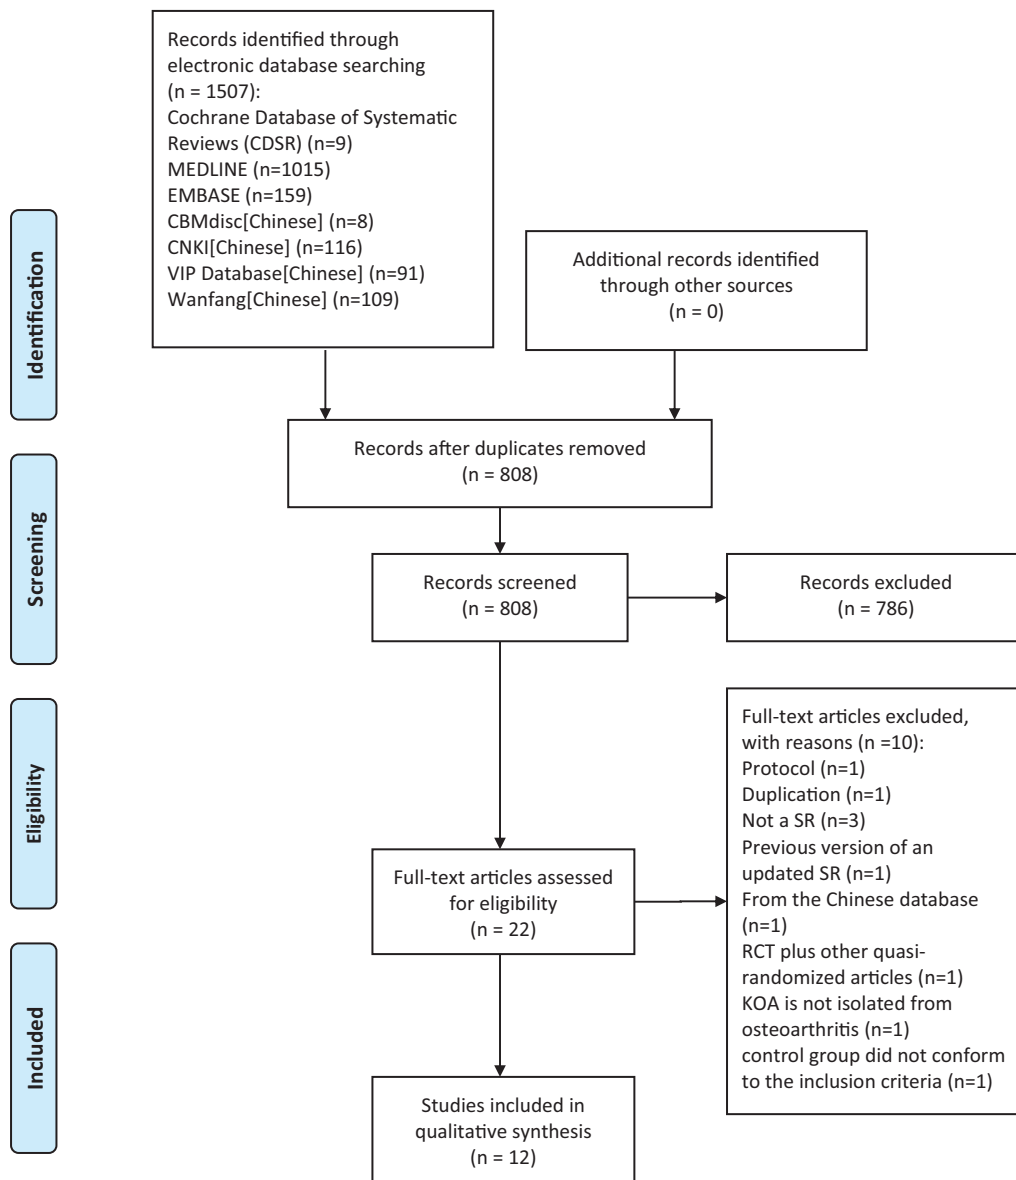 Records identified through
electronic database searching
(n = 1507):
Cochrane Database of Systematic
Reviews (CDSR) (n=9)
MEDLINE (n=1015)
EMBASE (n=159)
CBMdisc[Chinese] (n=8)
CNKI[Chinese] (n=116)
VIP Database[Chinese] (n=91)
Wanfang[Chinese] (n=109)
Additional records identified
through other sources
(n = 0)
Identification
Records after duplicates removed
(n = 808)
Screening
Records screened
(n = 808)
Records excluded
(n = 786)
Eligibility
Full-text articles assessed
for eligibility
(n = 22)
Full-text articles excluded,
with reasons (n =10):
Protocol (n=1)
Duplication (n=1)
Not a SR (n=3)
Previous version of an
updated SR (n=1)
From the Chinese database
(n=1)
RCT plus other quasi-
randomized articles (n=1)
KOA is not isolated from
osteoarthritis (n=1)
control group did not conform
to the inclusion criteria (n=1)
Included
Studies included in
qualitative synthesis
(n = 12)